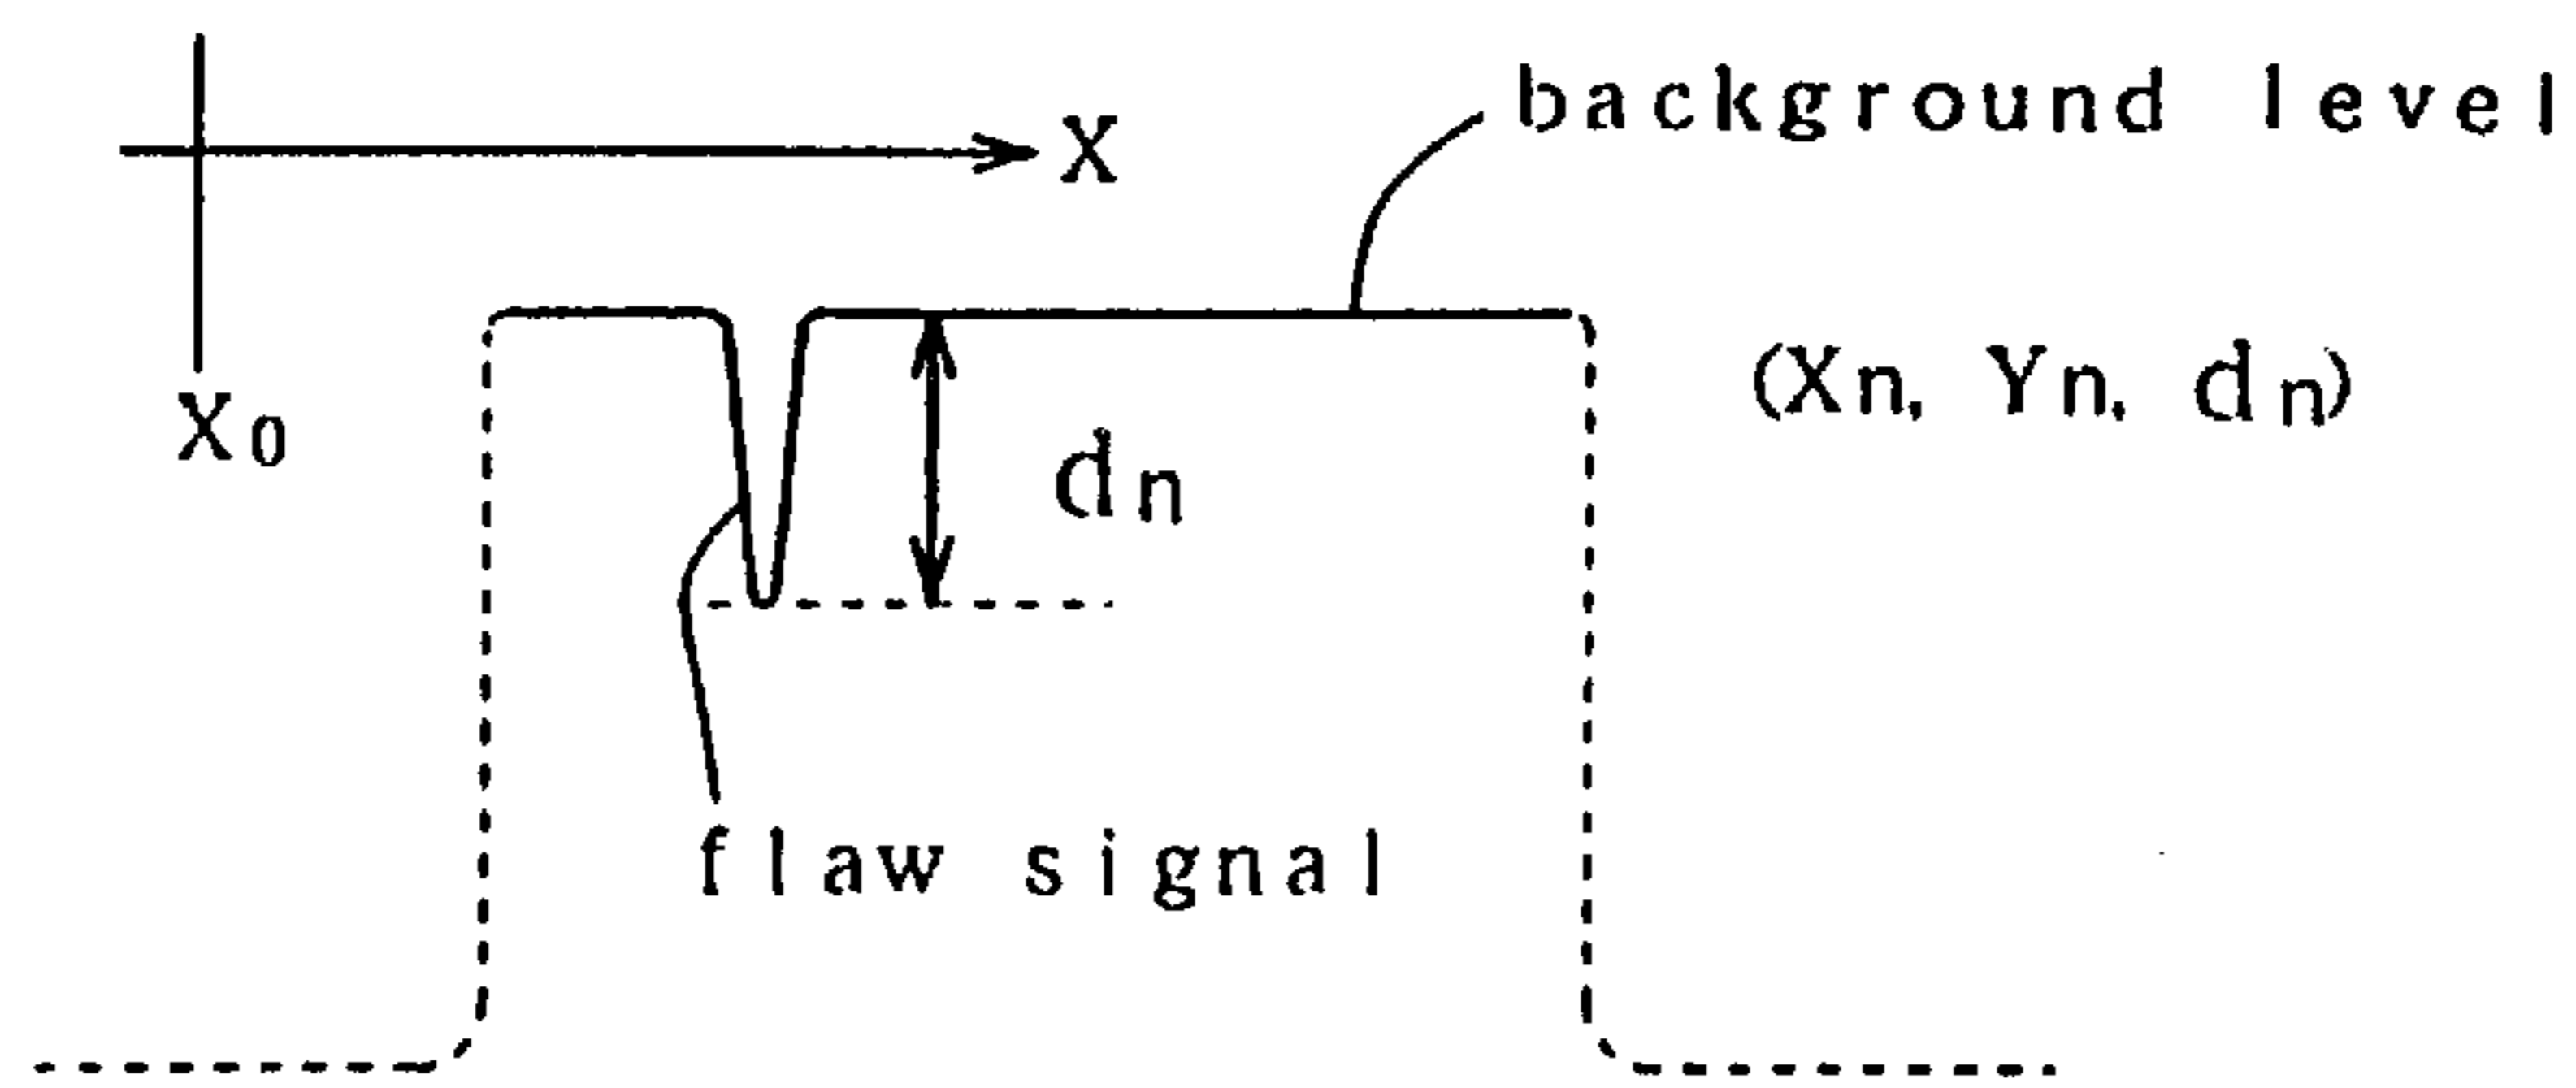 background level
X
(Xn, Yn, dn)
X0
dn
flaw signal